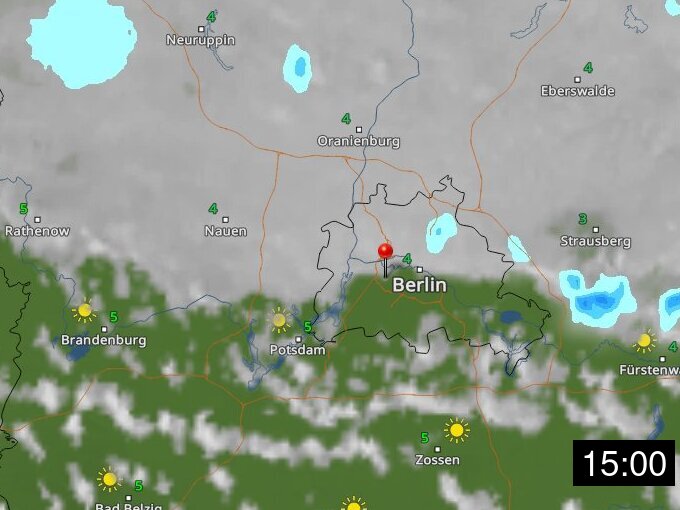 4
Neuruppin
4
Eberswalde
4
Oranienburg
5
Rathenow
4
Nauen
3
Strausberg
4
Berlin
5
Brandenburg
5
Potsdam
4
Fürstenwa
5
Zossen
15:00
5
Bad Belzig